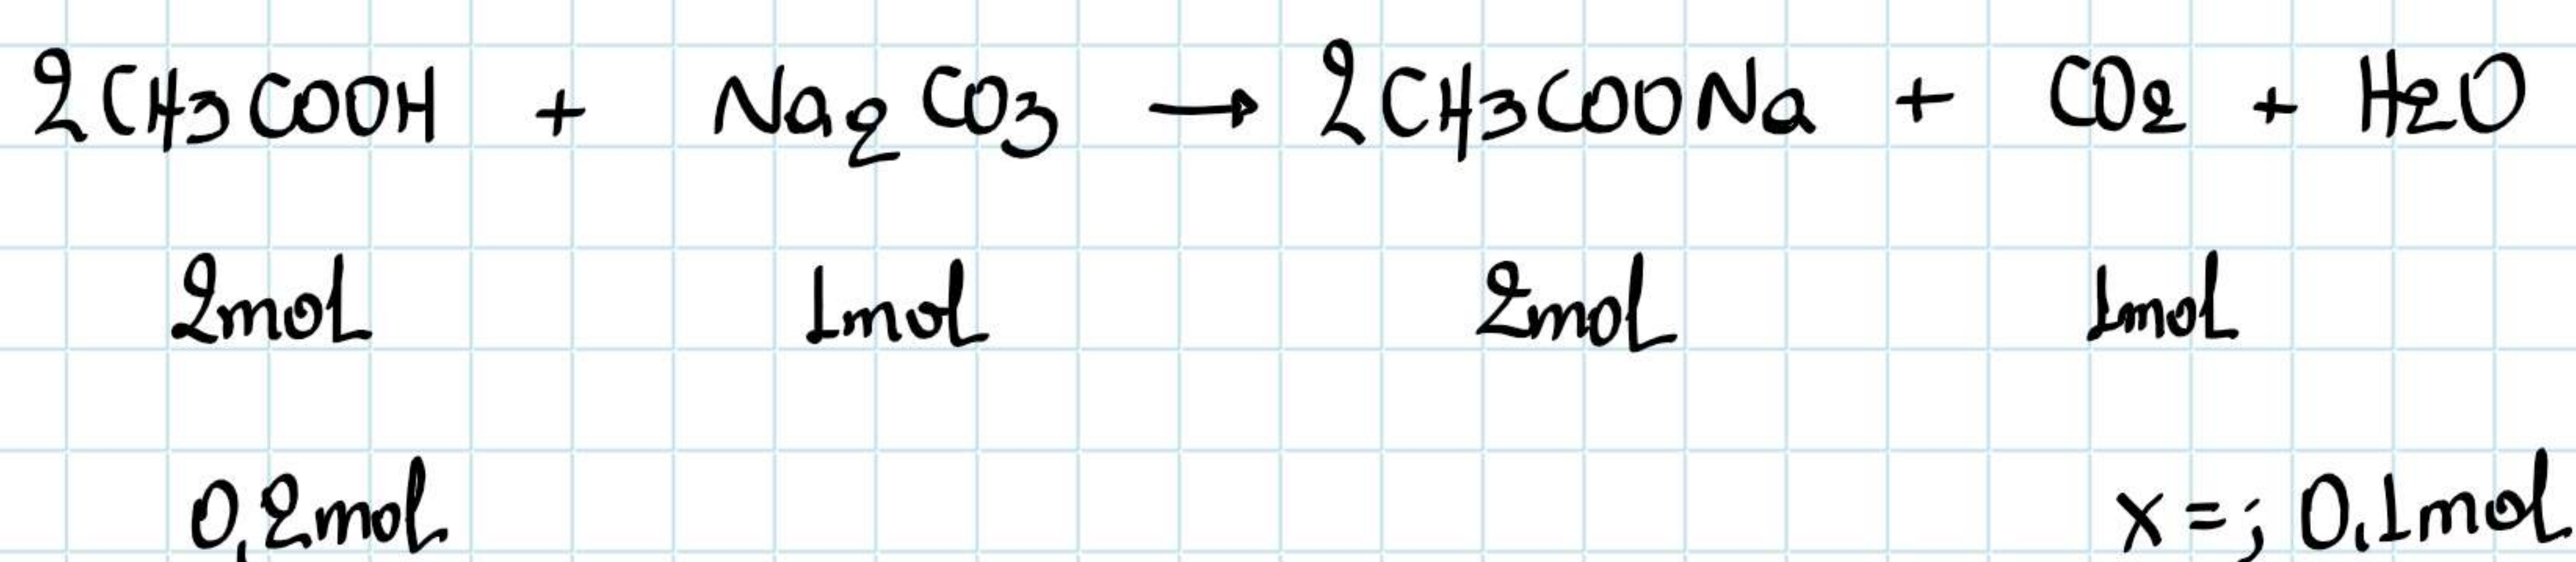 2CH3COOH + Na2CO3 → 2CH3COONa + CO2 + H2O
2mol 1mol 2mol 1mol
0,2mol x=; 0,1mol